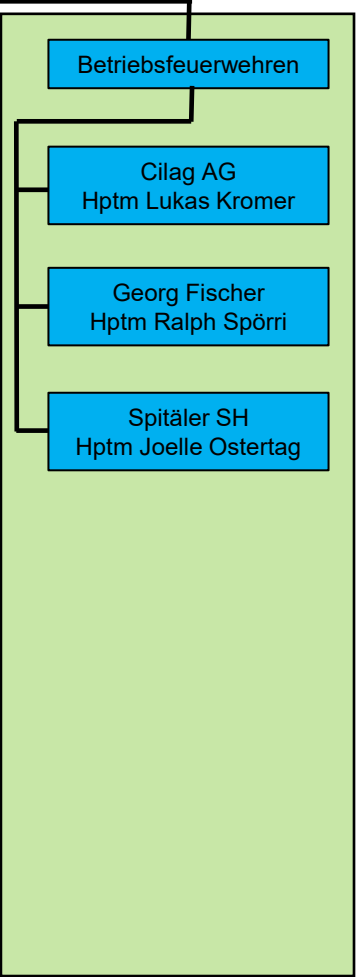 Betriebsfeuerwehren
Cilag AG
Hptm Lukas Kromer
Georg Fischer
Hptm Ralph Spörri
Spitäler SH
Hptm Joelle Ostertag